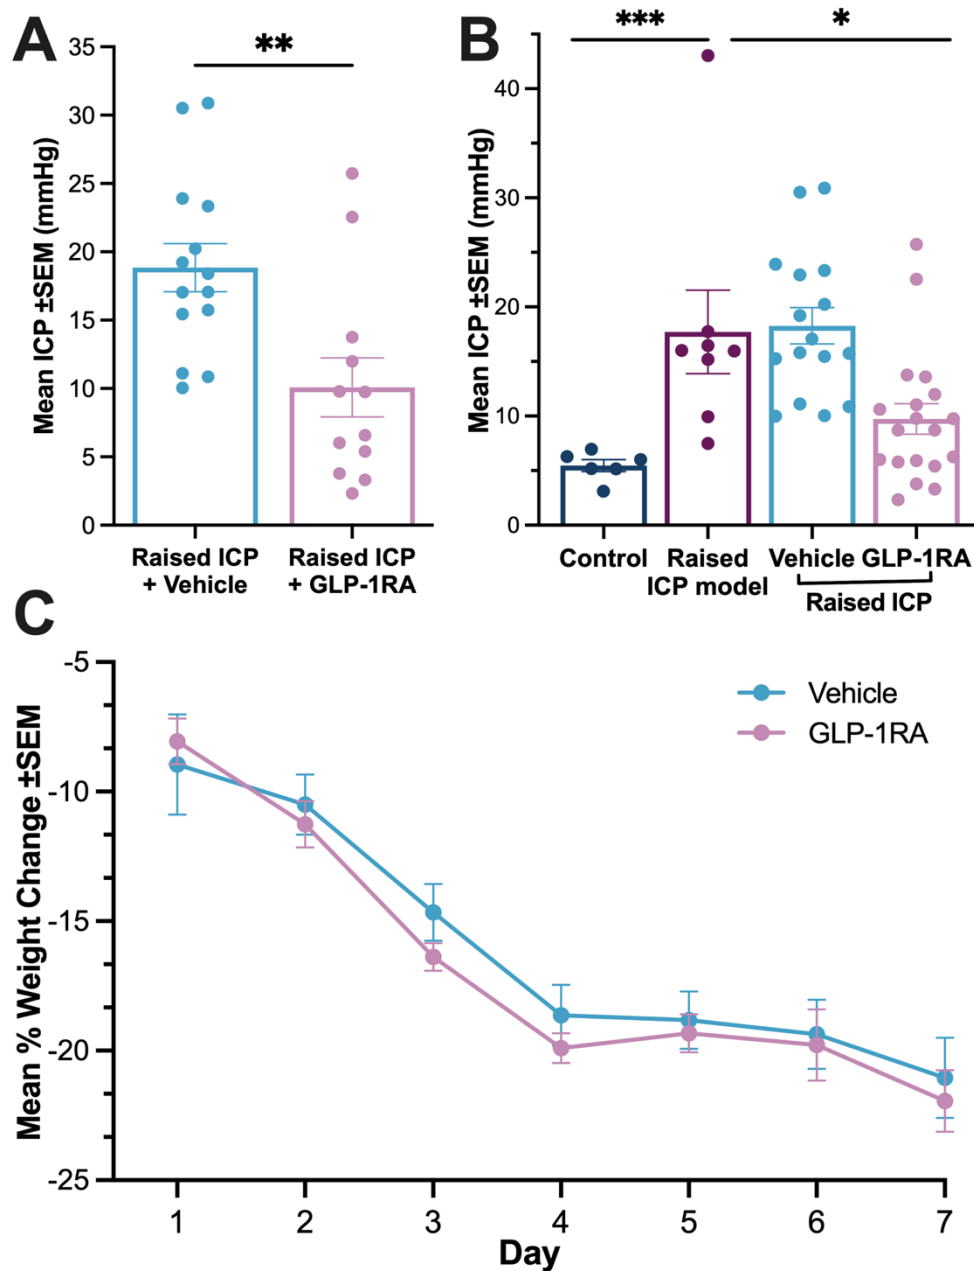 A
B
**
***
*
Mean ICP ±SEM (mmHg)
35
30
25
20
15
10
5
0
Raised ICP
+ Vehicle
Raised ICP
+ GLP-1RA
Mean ICP ±SEM (mmHg)
40
30
20
10
0
Control
Raised
ICP model
Vehicle
GLP-1RA
Raised ICP
C
Mean % Weight Change ±SEM
-5
-10
-15
-20
-25
Vehicle
GLP-1RA
1 2 3 4 5 6 7
Day